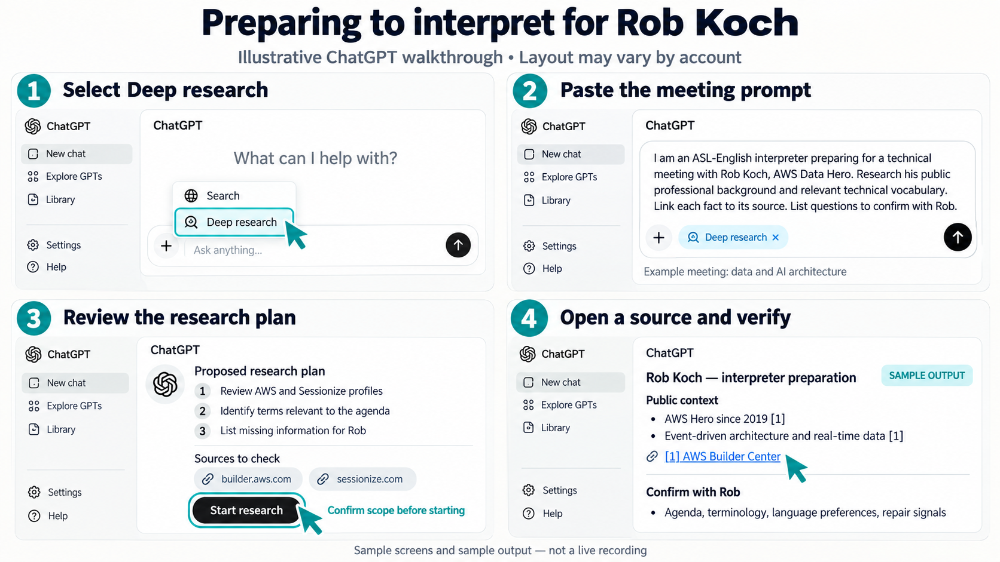 Preparing to interpret for Rob Koch
Illustrative ChatGPT walkthrough • Layout may vary by account
1 Select Deep research
ChatGPT
New chat
Explore GPTs
Library
Settings
Help
ChatGPT
What can I help with?
Search
Deep research
Ask anything...
2 Paste the meeting prompt
ChatGPT
New chat
Explore GPTs
Library
Settings
Help
ChatGPT
I am an ASL-English interpreter preparing for a technical
meeting with Rob Koch, AWS Data Hero. Research his public
professional background and relevant technical vocabulary.
Link each fact to its source. List questions to confirm with Rob.
Deep research ×
Example meeting: data and AI architecture
3 Review the research plan
ChatGPT
New chat
Explore GPTs
Library
Settings
Help
ChatGPT
Proposed research plan
1 Review AWS and Sessionize profiles
2 Identify terms relevant to the agenda
3 List missing information for Rob
Sources to check
builder.aws.com
sessionize.com
Start research
Confirm scope before starting
4 Open a source and verify
ChatGPT
New chat
Explore GPTs
Library
Settings
Help
ChatGPT
Rob Koch — interpreter preparation
SAMPLE OUTPUT
Public context
• AWS Hero since 2019 [1]
• Event-driven architecture and real-time data [1]
[1] AWS Builder Center
Confirm with Rob
• Agenda, terminology, language preferences, repair signals
Sample screens and sample output — not a live recording